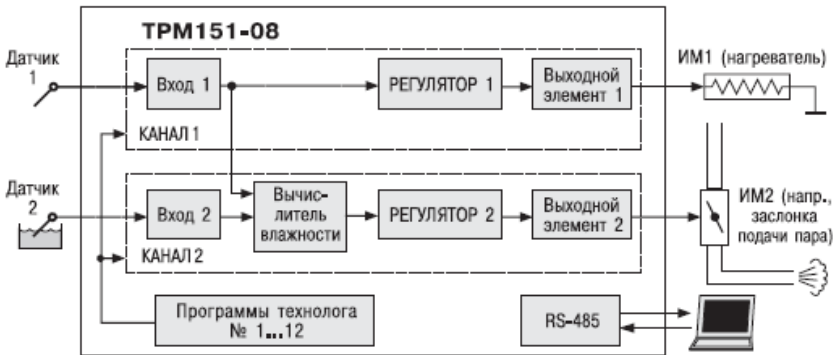 ТРМ151-08
Датчик
1
Вход 1
РЕГУЛЯТОР 1
Выходной
элемент 1
ИМ1 (нагреватель)
КАНАЛ 1
Датчик
2
Вход 2
Вычис-
литель
влажности
РЕГУЛЯТОР 2
Выходной
элемент 2
ИМ2 (напр.,
заслонка
подачи пара)
КАНАЛ 2
Программы технолога
№ 1...12
RS-485